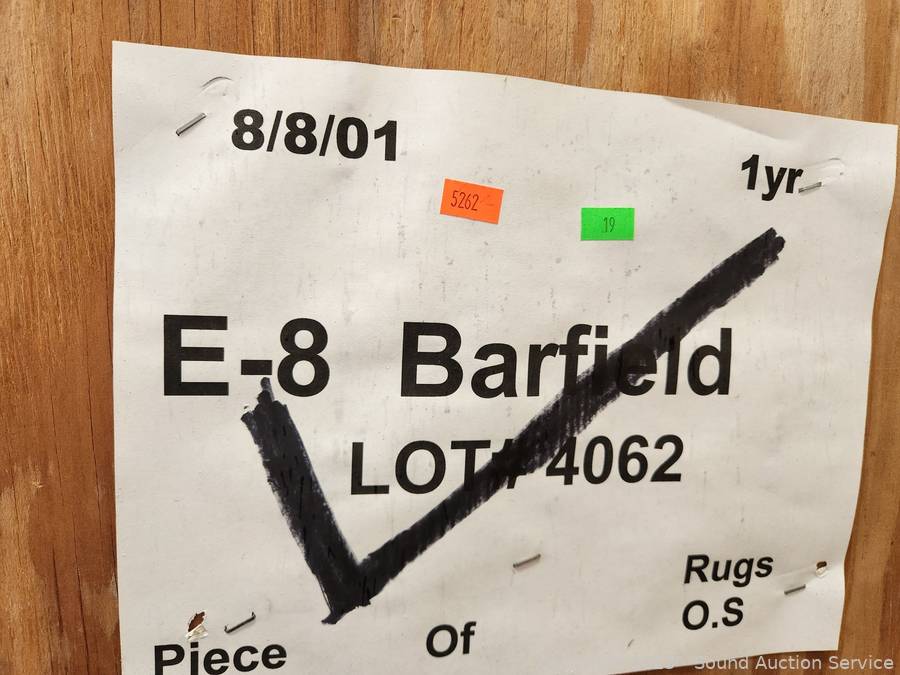 8/8/01
1yr
5262
19
E-8 Barfield
LOT# 4062
Rugs
O.S
Piece Of
Sound Auction Service